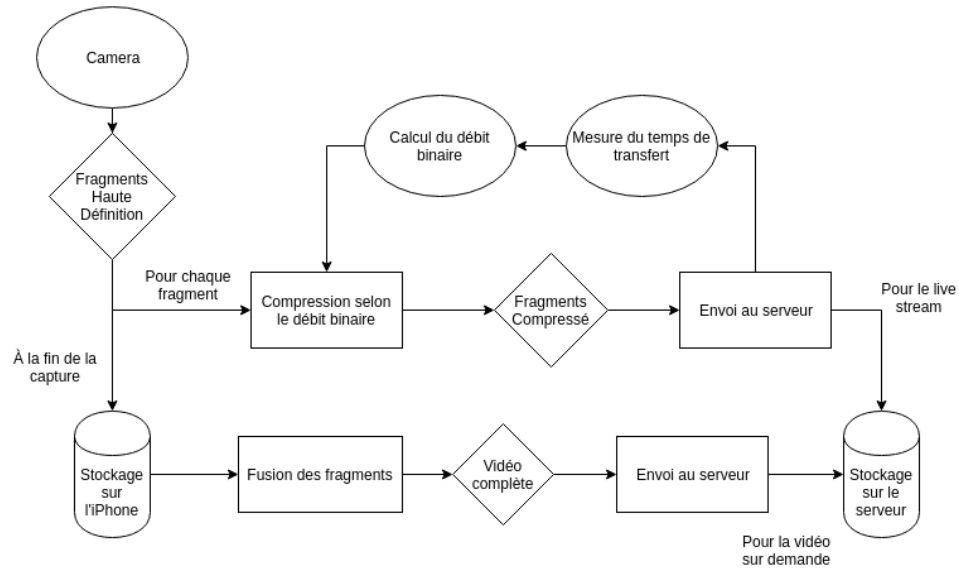 Camera
Calcul du débit
binaire
Mesure du temps de
transfert
Fragments
Haute
Définition
Pour chaque
fragment
Compression selon
le débit binaire
Fragments
Compressé
Envoi au serveur
Pour le live
stream
À la fin de la
capture
Stockage
sur
l'iPhone
Fusion des fragments
Vidéo
complète
Envoi au serveur
Stockage
sur le
serveur
Pour la vidéo
sur demande